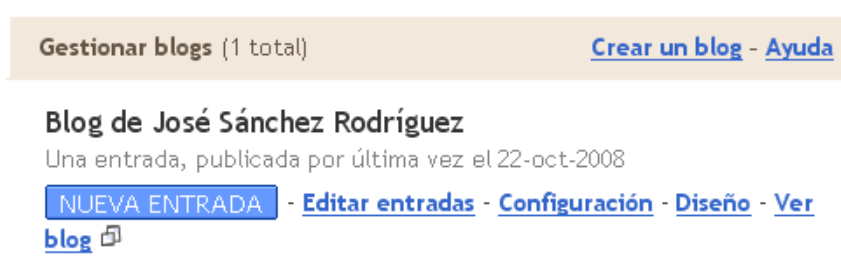 Gestionar blogs (1 total) Crear un blog - Ayuda
Blog de José Sánchez Rodríguez
Una entrada, publicada por última vez el 22-oct-2008
NUEVA ENTRADA - Editar entradas - Configuración - Diseño - Ver
blog